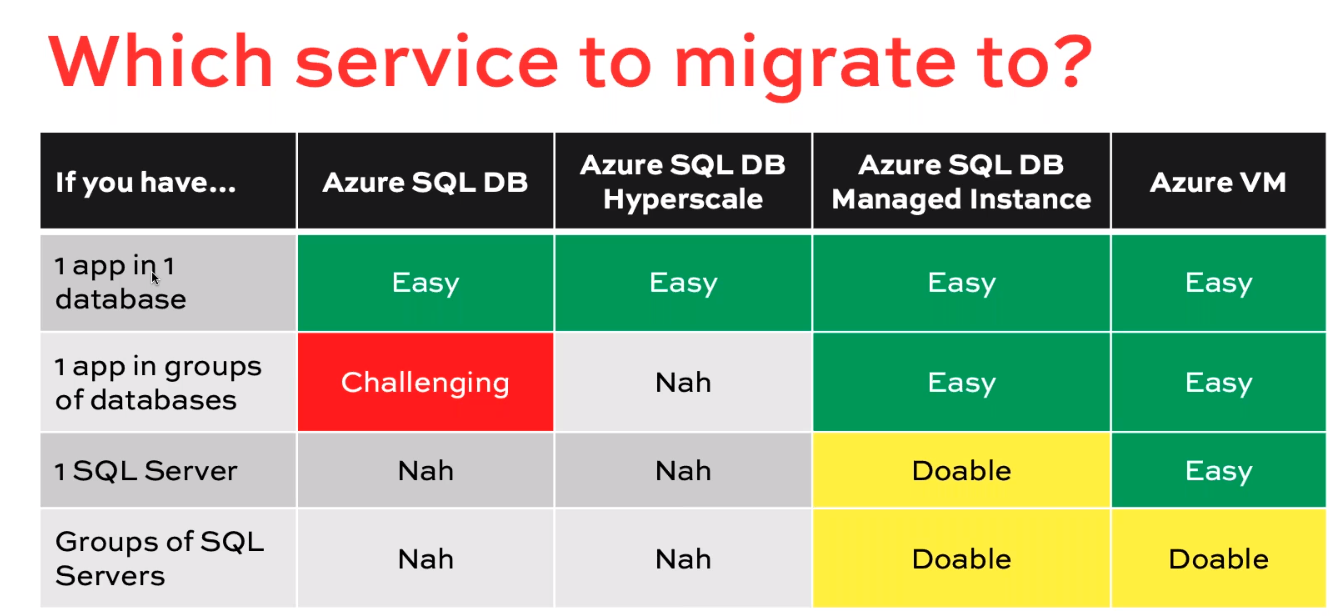 Which service to migrate to?
If you have...
Azure SQL DB
Azure SQL DB
Hyperscale
Azure SQL DB
Managed Instance
Azure VM
1 app in 1
database
Easy
Easy
Easy
Easy
1 app in groups
of databases
Challenging
Nah
Easy
Easy
1 SQL Server
Nah
Nah
Doable
Easy
Groups of SQL
Servers
Nah
Nah
Doable
Doable